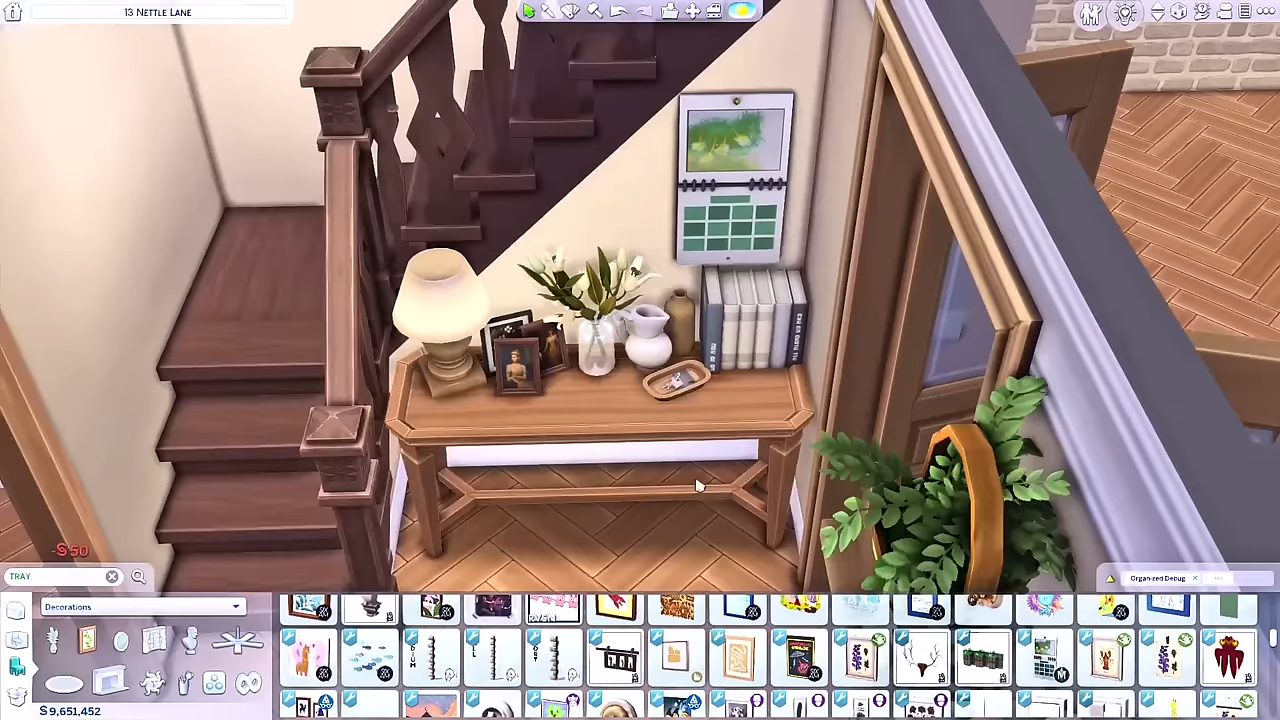 13 NETTLE LANE
-§50
TRAY
Organized Debug
Decorations
§9,651,452